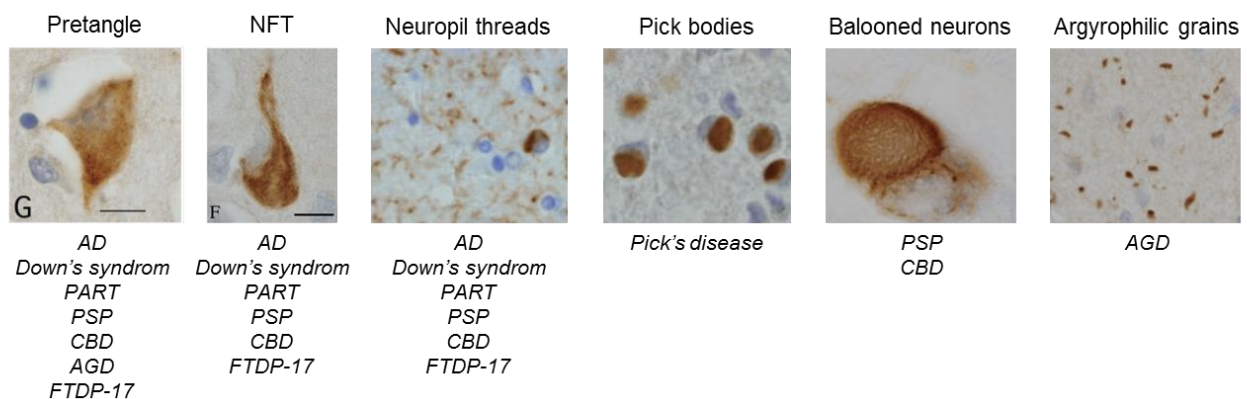 Pretangle
NFT
Neuropil threads
Pick bodies
Balooned neurons
Argyrophilic grains
G
F
AD
Down's syndrom
PART
PSP
CBD
AGD
FTDP-17
AD
Down's syndrom
PART
PSP
CBD
FTDP-17
AD
Down's syndrom
PART
PSP
CBD
FTDP-17
Pick's disease
PSP
CBD
AGD